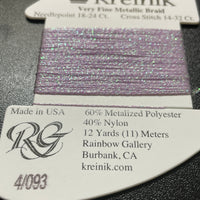 Kreinik
Very Fine Metallic Braid
Needlepoint 18-24 Ct. Cross Stitch 14-32 Ct.
Made in USA
60% Metalized Polyester
40% Nylon
12 Yards (11) Meters
RG
Rainbow Gallery
Burbank, CA
kreinik.com
4/093